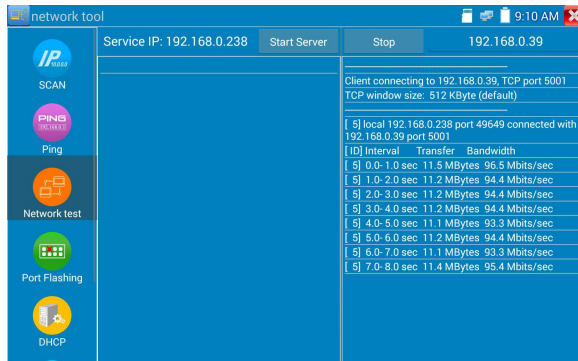 network tool
9:10 AM
Service IP: 192.168.0.238
Start Server
Stop
192.168.0.39
IP
SCAN
PING
Ping
Network test
Port Flashing
DHCP
Client connecting to 192.168.0.39, TCP port 5001
TCP window size: 512 KByte (default)
[ 5] local 192.168.0.238 port 49649 connected with
192.168.0.39 port 5001
[ID] Interval Transfer Bandwidth
[ 5] 0.0- 1.0 sec 11.5 MBytes 96.5 Mbits/sec
[ 5] 1.0- 2.0 sec 11.2 MBytes 94.4 Mbits/sec
[ 5] 2.0- 3.0 sec 11.2 MBytes 94.4 Mbits/sec
[ 5] 3.0- 4.0 sec 11.2 MBytes 94.4 Mbits/sec
[ 5] 4.0- 5.0 sec 11.1 MBytes 93.3 Mbits/sec
[ 5] 5.0- 6.0 sec 11.2 MBytes 94.4 Mbits/sec
[ 5] 6.0- 7.0 sec 11.1 MBytes 93.3 Mbits/sec
[ 5] 7.0- 8.0 sec 11.4 MBytes 95.4 Mbits/sec